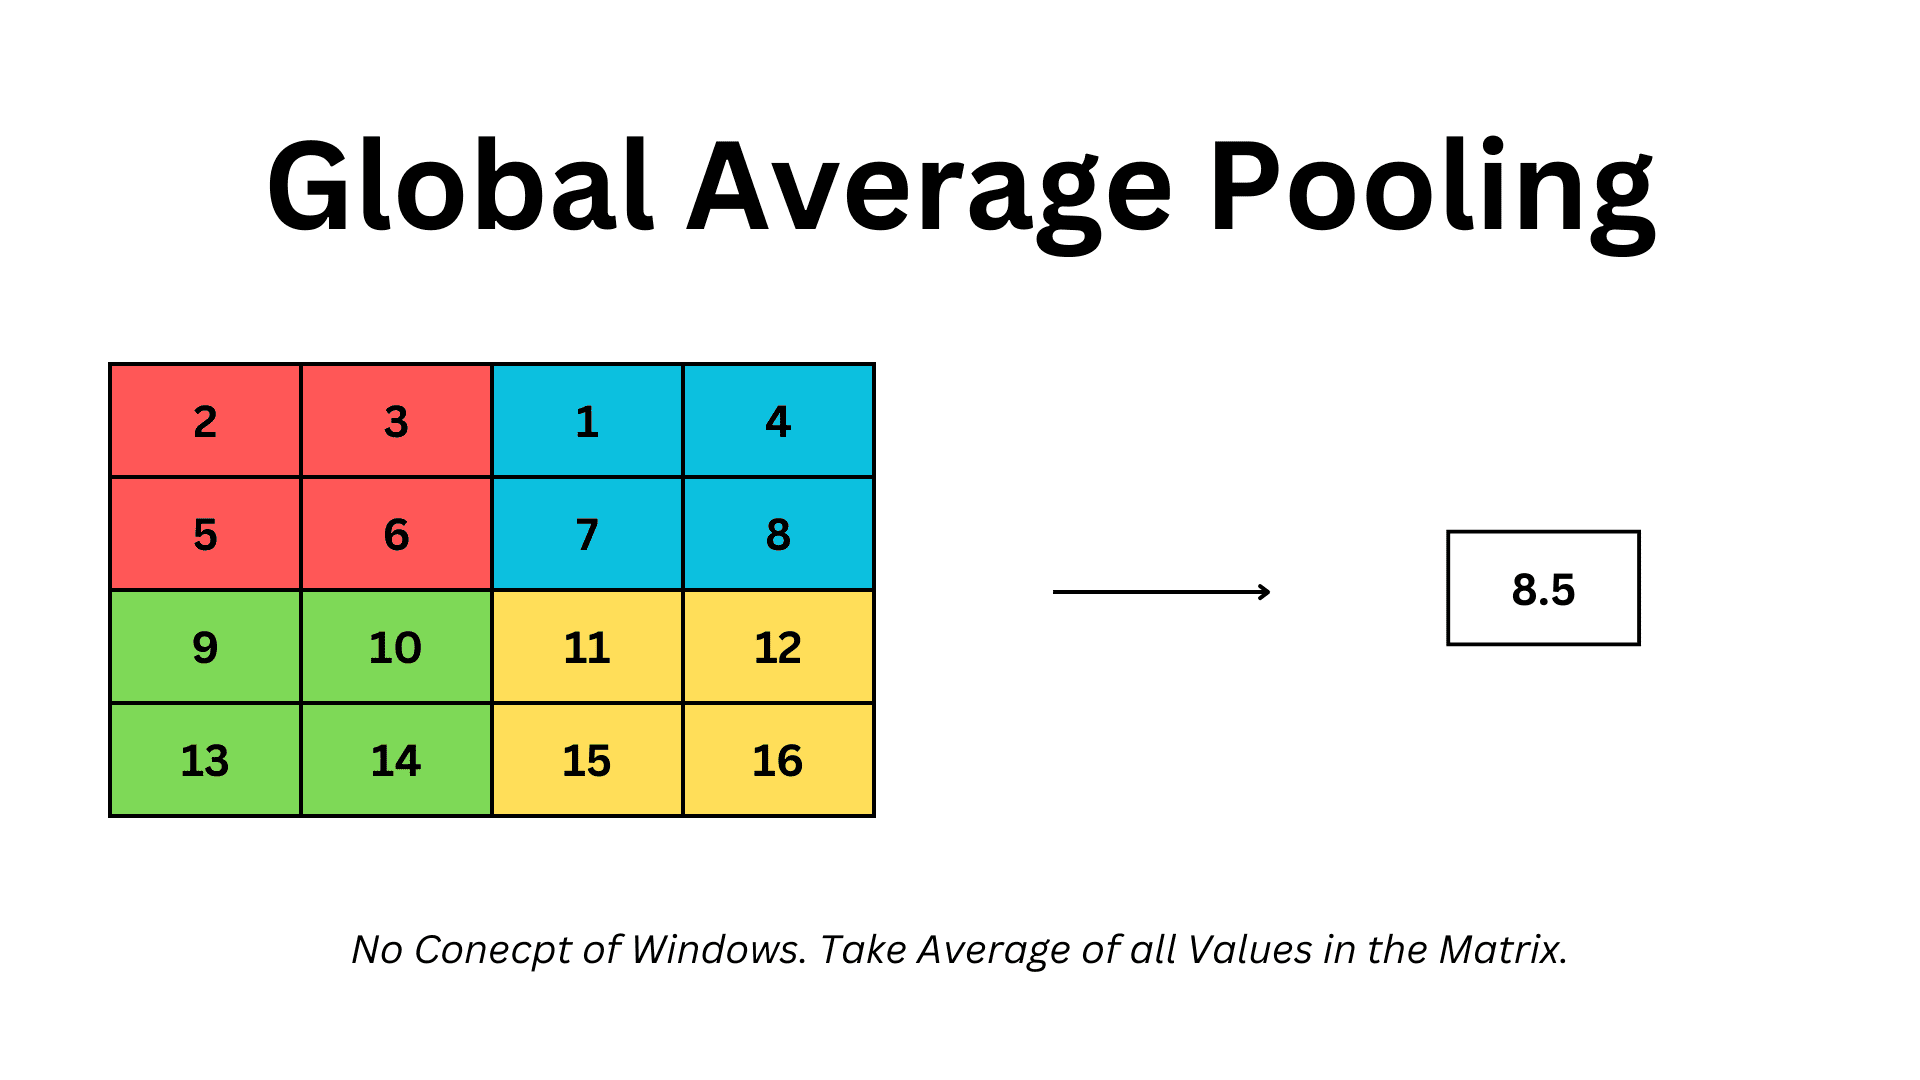 Global Average Pooling
2 3 1 4
5 6 7 8
8.5
9 10 11 12
13 14 15 16
No Conecpt of Windows. Take Average of all Values in the Matrix.